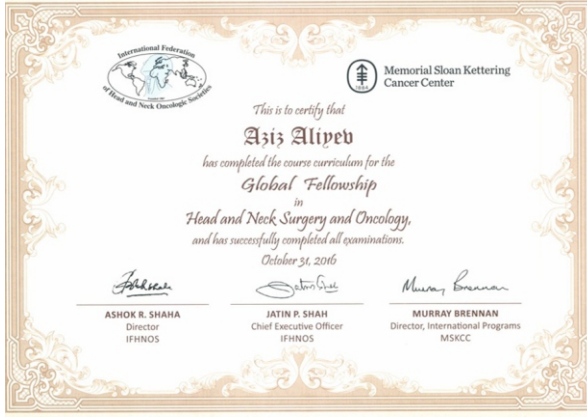 International Federation
of Head and Neck Oncologic Societies
Memorial Sloan Kettering
Cancer Center
1884
This is to certify that
Aziz Aliyev
has completed the course curriculum for the
Global Fellowship
in
Head and Neck Surgery and Oncology,
and has successfully completed all examinations.
October 31, 2016
Murray Brennan
ASHOK R. SHAHA
Director
IFHNOS
JATIN P. SHAH
Chief Executive Officer
IFHNOS
MURRAY BRENNAN
Director, International Programs
MSKCC